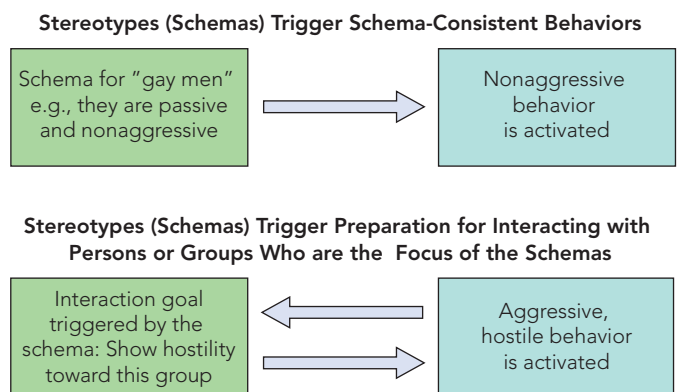 Stereotypes (Schemas) Trigger Schema-Consistent Behaviors
Schema for "gay men"
e.g., they are passive
and nonaggressive
Nonaggressive
behavior
is activated
Stereotypes (Schemas) Trigger Preparation for Interacting with
Persons or Groups Who are the Focus of the Schemas
Interaction goal
triggered by the
schema: Show hostility
toward this group
Aggressive,
hostile behavior
is activated